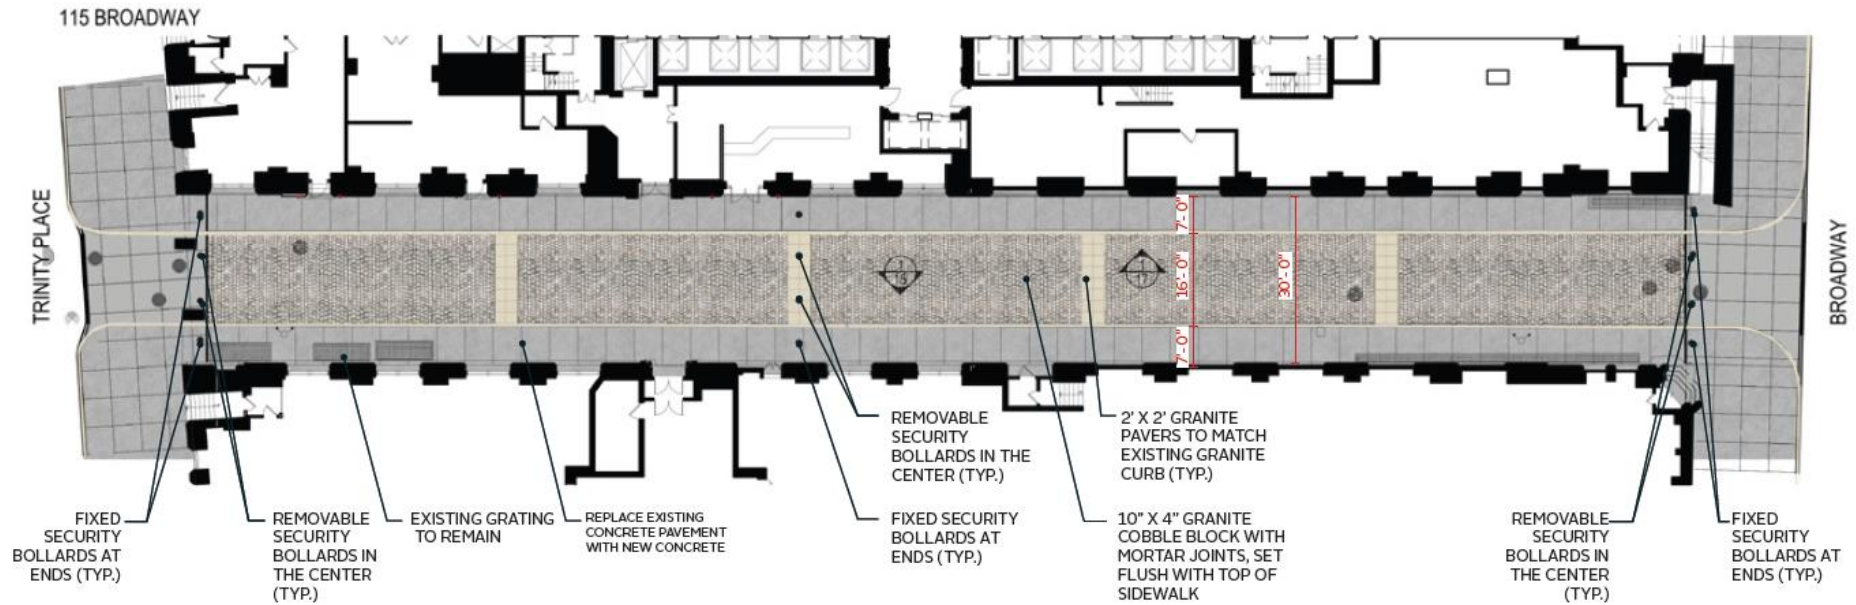 115 BROADWAY
TRINITY PLACE
BROADWAY
7'-0"
16'-0"
30'-0"
7'-0"
1
1
17
FIXED
SECURITY
BOLLARDS AT
ENDS (TYP.)
REMOVABLE
SECURITY
BOLLARDS IN
THE CENTER
(TYP.)
EXISTING GRATING
TO REMAIN
REPLACE EXISTING
CONCRETE PAVEMENT
WITH NEW CONCRETE
REMOVABLE
SECURITY
BOLLARDS IN THE
CENTER (TYP.)
FIXED SECURITY
BOLLARDS AT
ENDS (TYP.)
2' X 2' GRANITE
PAVERS TO MATCH
EXISTING GRANITE
CURB (TYP.)
10" X 4" GRANITE
COBBLE BLOCK WITH
MORTAR JOINTS, SET
FLUSH WITH TOP OF
SIDEWALK
REMOVABLE
SECURITY
BOLLARDS IN
THE CENTER
(TYP.)
FIXED
SECURITY
BOLLARDS AT
ENDS (TYP.)